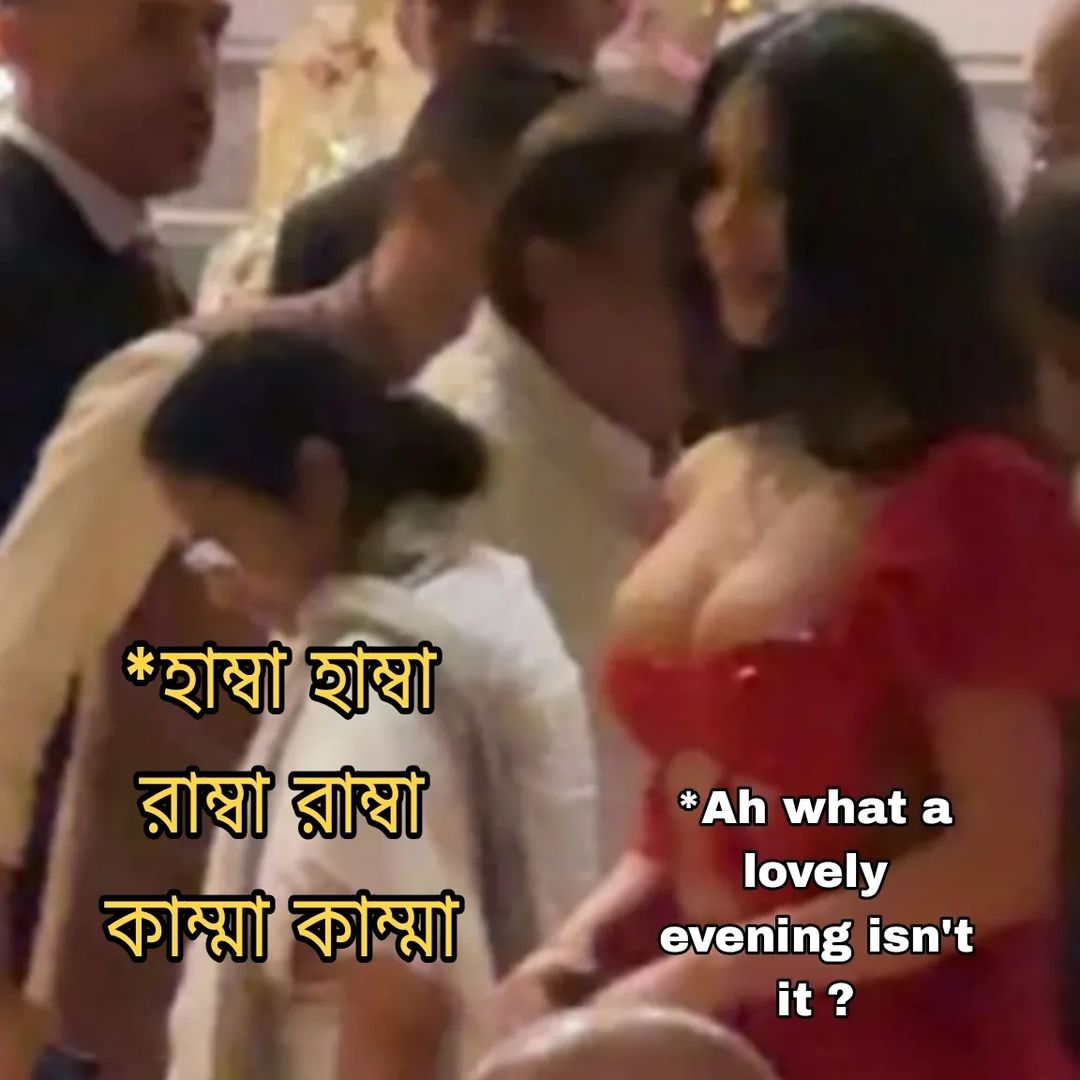 *হাম্বা হাম্বা
রাম্বা রাম্বা
কাম্মা কাম্মা
*Ah what a
lovely
evening isn't
it ?